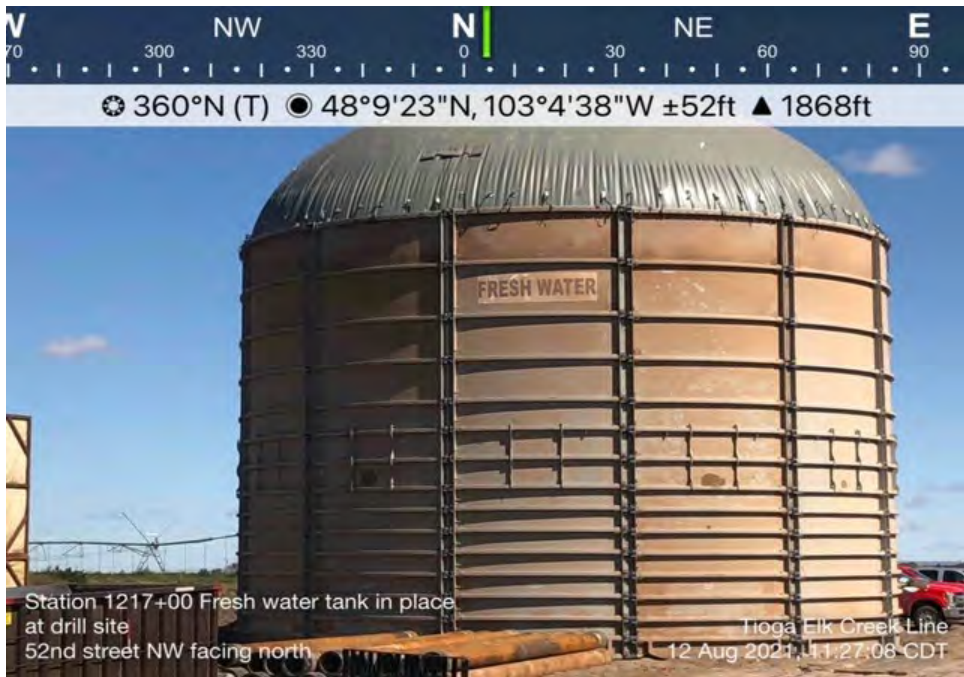 W NW N NE E
270 300 330 0 30 60 90
360°N (T) 48°9'23"N, 103°4'38"W ±52ft ▲ 1868ft
FRESH WATER
Station 1217+00 Fresh water tank in place
at drill site
52nd street NW facing north
Tioga Elk Creek Line
12 Aug 2021, 11:27:08 CDT